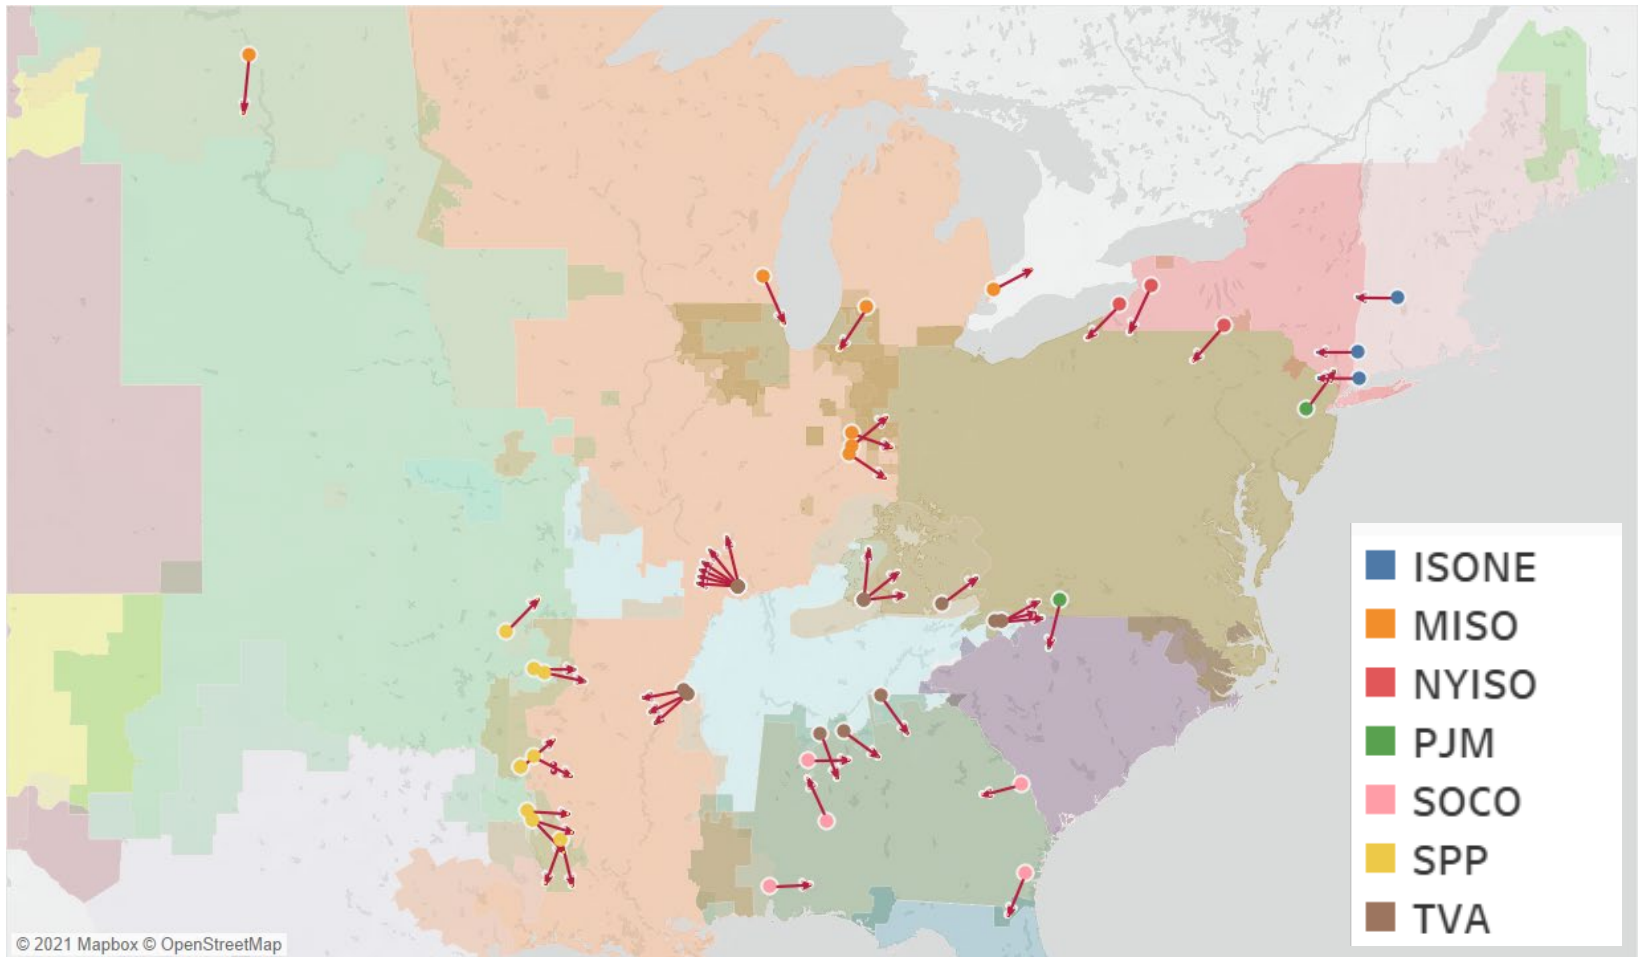 ISONE
MISO
NYISO
PJM
SOCO
SPP
TVA
© 2021 Mapbox © OpenStreetMap